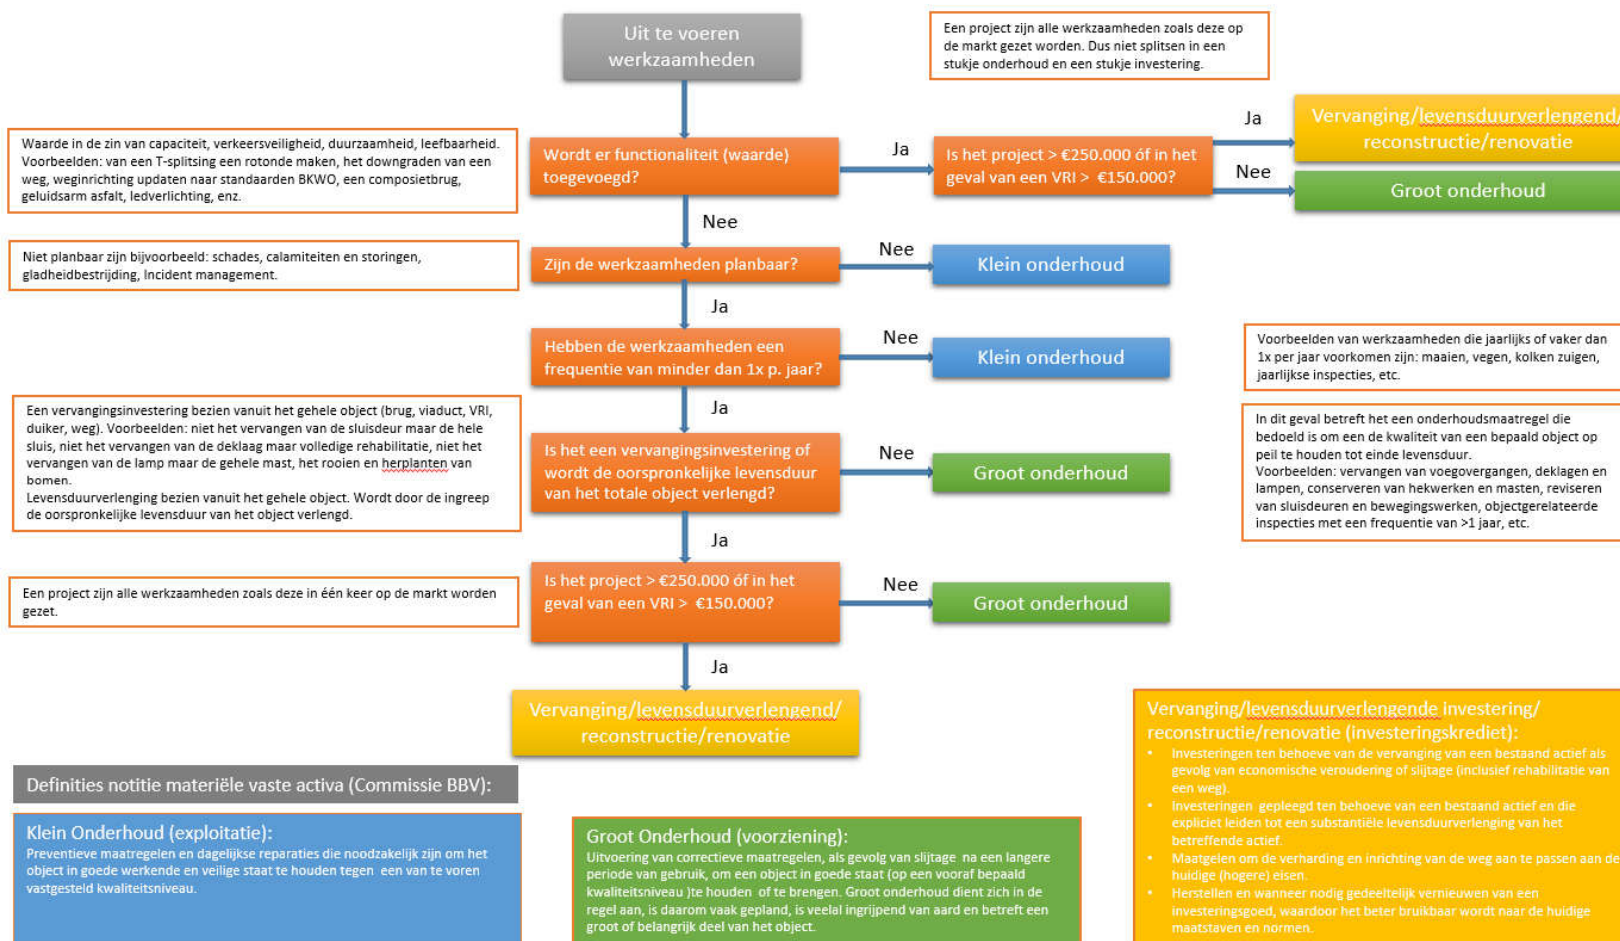 Uit te voeren
werkzaamheden
Een project zijn alle werkzaamheden zoals deze op
de markt gezet worden. Dus niet splitsen in een
stukje onderhoud en een stukje investering.
Waarde in de zin van capaciteit, verkeersveiligheid, duurzaamheid, leefbaarheid.
Voorbeelden: van een T-splitsing een rotonde maken, het downgraden van een
weg, weginrichting updaten naar standaarden BKWO, een composietbrug,
geluidsarm asfalt, ledverlichting, enz.
Wordt er functionaliteit (waarde)
toegevoegd?
Ja
Is het project > €250.000 óf in het
geval van een VRI > €150.000?
Ja
Vervanging/levensduurverlengend/
reconstructie/renovatie
Nee
Groot onderhoud
Nee
Niet planbaar zijn bijvoorbeeld: schades, calamiteiten en storingen,
gladheidbestrijding, Incident management.
Zijn de werkzaamheden planbaar?
Nee
Klein onderhoud
Ja
Hebben de werkzaamheden een
frequentie van minder dan 1x p. jaar?
Nee
Klein onderhoud
Voorbeelden van werkzaamheden die jaarlijks of vaker dan
1x per jaar voorkomen zijn: maaien, vegen, kolken zuigen,
jaarlijkse inspecties, etc.
Ja
Een vervangingsinvestering bezien vanuit het gehele object (brug, viaduct, VRI,
duiker, weg). Voorbeelden: niet het vervangen van de sluisdeur maar de hele
sluis, niet het vervangen van de deklaag maar volledige rehabilitatie, niet het
vervangen van de lamp maar de gehele mast, het rooien en herplanten van
bomen.
Levensduurverlenging bezien vanuit het gehele object. Wordt door de ingreep
de oorspronkelijke levensduur van het object verlengd.
Is het een vervangingsinvestering of
wordt de oorspronkelijke levensduur
van het totale object verlengd?
Nee
Groot onderhoud
In dit geval betreft het een onderhoudsmaatregel die
bedoeld is om een de kwaliteit van een bepaald object op
peil te houden tot einde levensduur.
Voorbeelden: vervangen van voegovergangen, deklagen en
lampen, conserveren van hekwerken en masten, reviseren
van sluisdeuren en bewegingswerken, objectgerelateerde
inspecties met een frequentie van >1 jaar, etc.
Ja
Een project zijn alle werkzaamheden zoals deze in één keer op de markt worden
gezet.
Is het project > €250.000 óf in het
geval van een VRI > €150.000?
Nee
Groot onderhoud
Ja
Vervanging/levensduurverlengend/
reconstructie/renovatie
Definities notitie materiële vaste activa (Commissie BBV):
Klein Onderhoud (exploitatie):
Preventieve maatregelen en dagelijkse reparaties die noodzakelijk zijn om het
object in goede werkende en veilige staat te houden tegen een van te voren
vastgesteld kwaliteitsniveau.
Groot Onderhoud (voorziening):
Uitvoering van correctieve maatregelen, als gevolg van slijtage na een langere
periode van gebruik, om een object in goede staat (op een vooraf bepaald
kwaliteitsniveau )te houden of te brengen. Groot onderhoud dient zich in de
regel aan, is daarom vaak gepland, is veelal ingrijpend van aard en betreft een
groot of belangrijk deel van het object.
Vervanging/levensduurverlengende investering/
reconstructie/renovatie (investeringskrediet):
• Investeringen ten behoeve van de vervanging van een bestaand actief als
gevolg van economische veroudering of slijtage (inclusief rehabilitatie van
een weg).
• Investeringen gepleegd ten behoeve van een bestaand actief en die
expliciet leiden tot een substantiële levensduurverlenging van het
betreffende actief.
• Maatgelen om de verharding en inrichting van de weg aan te passen aan de
huidige (hogere) eisen.
• Herstellen en wanneer nodig gedeeltelijk vernieuwen van een
investeringsgoed, waardoor het beter bruikbaar wordt naar de huidige
maatstaven en normen.